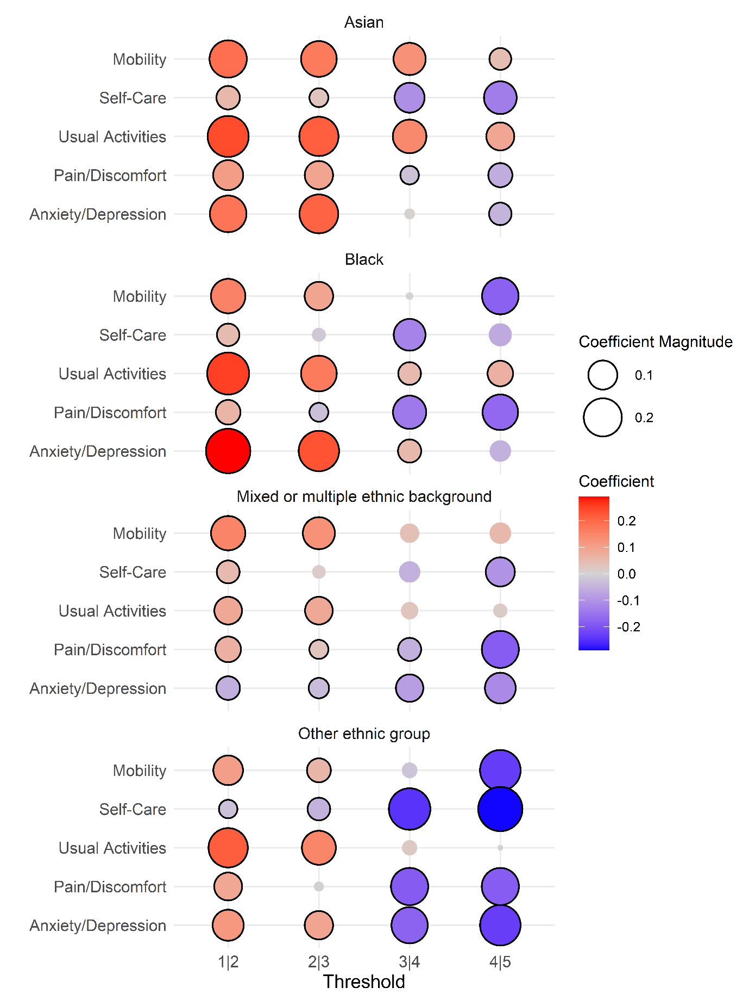 Asian
Mobility
Self-Care
Usual Activities
Pain/Discomfort
Anxiety/Depression
Black
Mobility
Self-Care
Usual Activities
Pain/Discomfort
Anxiety/Depression
Mixed or multiple ethnic background
Mobility
Self-Care
Usual Activities
Pain/Discomfort
Anxiety/Depression
Other ethnic group
Mobility
Self-Care
Usual Activities
Pain/Discomfort
Anxiety/Depression
1|2 2|3 3|4 4|5
Threshold
Coefficient Magnitude
0.1
0.2
Coefficient
0.2
0.1
0.0
-0.1
-0.2